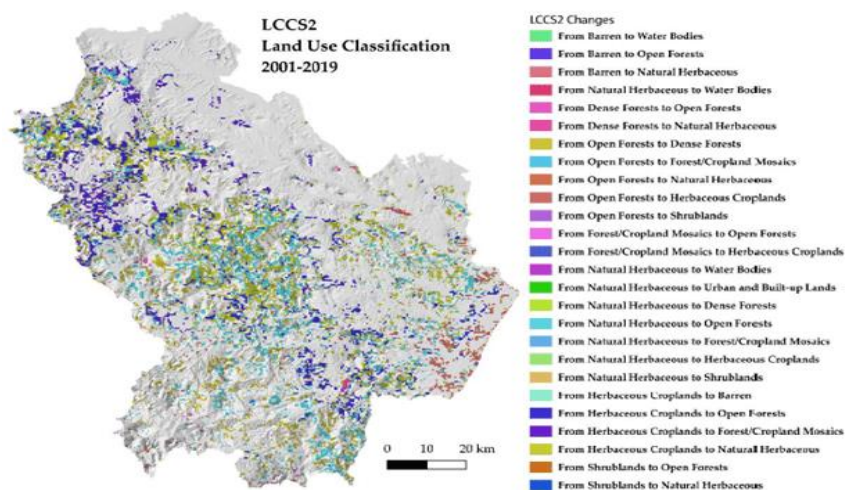 LCCS2
Land Use Classification
2001-2019
0 10 20 km
LCCS2 Changes
From Barren to Water Bodies
From Barren to Open Forests
From Barren to Natural Herbaceous
From Natural Herbaceous to Water Bodies
From Dense Forests to Open Forests
From Dense Forests to Natural Herbaceous
From Open Forests to Dense Forests
From Open Forests to Forest/Cropland Mosaics
From Open Forests to Natural Herbaceous
From Open Forests to Herbaceous Croplands
From Open Forests to Shrublands
From Forest/Cropland Mosaics to Open Forests
From Forest/Cropland Mosaics to Herbaceous Croplands
From Natural Herbaceous to Water Bodies
From Natural Herbaceous to Urban and Built-up Lands
From Natural Herbaceous to Dense Forests
From Natural Herbaceous to Open Forests
From Natural Herbaceous to Forest/Cropland Mosaics
From Natural Herbaceous to Herbaceous Croplands
From Natural Herbaceous to Shrublands
From Herbaceous Croplands to Barren
From Herbaceous Croplands to Open Forests
From Herbaceous Croplands to Forest/Cropland Mosaics
From Herbaceous Croplands to Natural Herbaceous
From Shrublands to Open Forests
From Shrublands to Natural Herbaceous